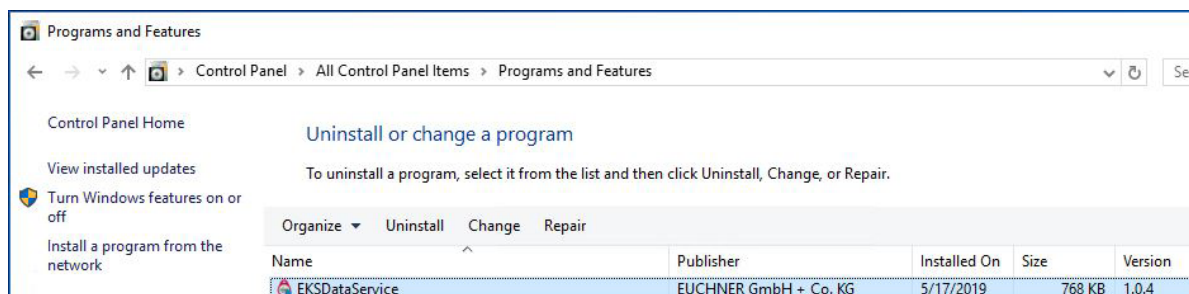 Programs and Features
Control Panel > All Control Panel Items > Programs and Features
Control Panel Home
View installed updates
Turn Windows features on or
off
Install a program from the
network
Uninstall or change a program
To uninstall a program, select it from the list and then click Uninstall, Change, or Repair.
Organize Uninstall Change Repair
Name Publisher Installed On Size Version
EKSDataService EUCHNER GmbH + Co. KG 5/17/2019 768 KB 1.0.4